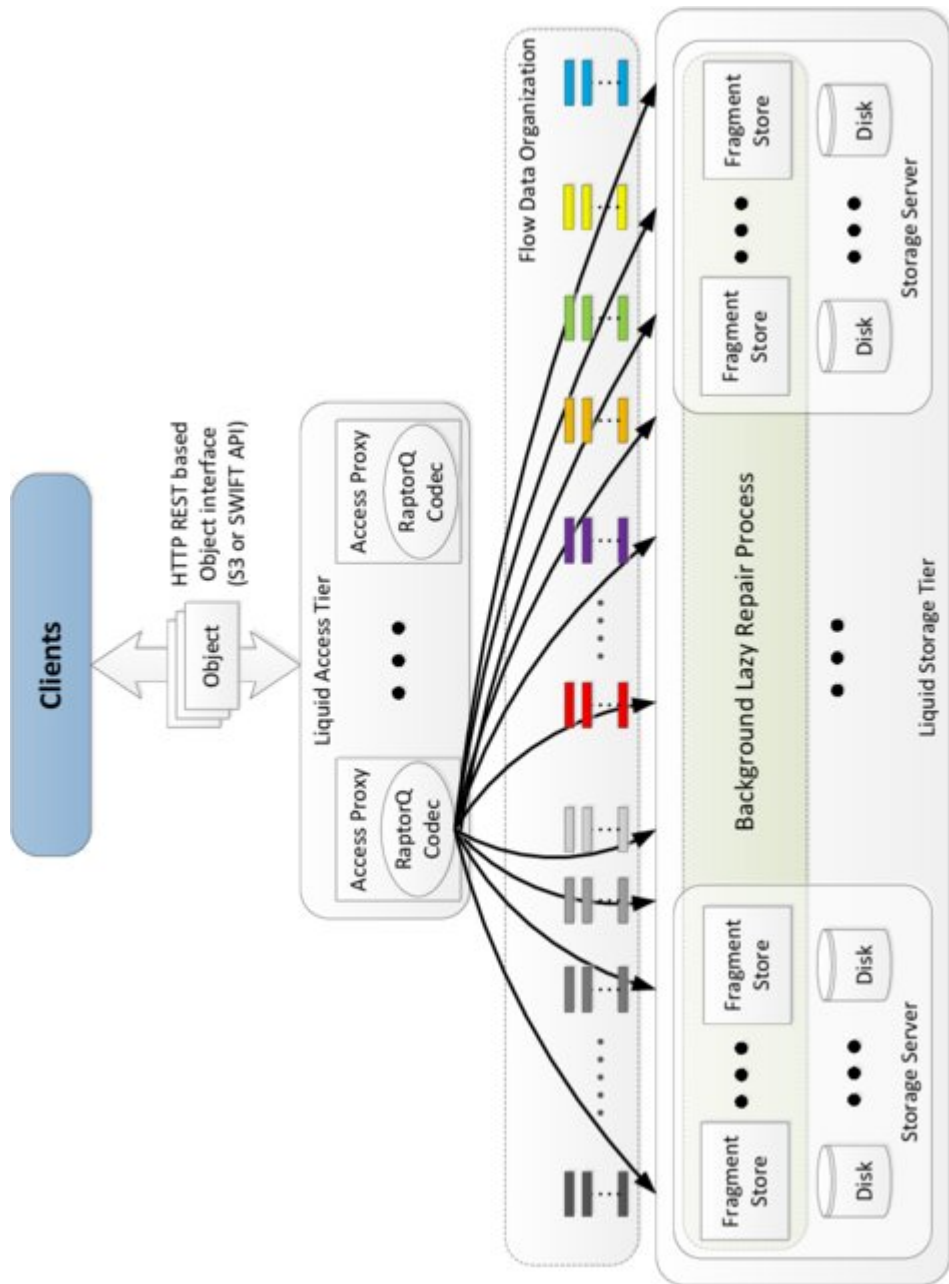 Clients
HTTP REST based
Object interface
(S3 or SWIFT API)
Object
Liquid Access Tier
Access Proxy
RaptorQ
Codec
Access Proxy
RaptorQ
Codec
Flow Data Organization
Fragment
Store
Fragment
Store
Background Lazy Repair Process
Fragment
Store
Fragment
Store
Disk
Disk
Disk
Disk
Storage Server
Storage Server
Liquid Storage Tier